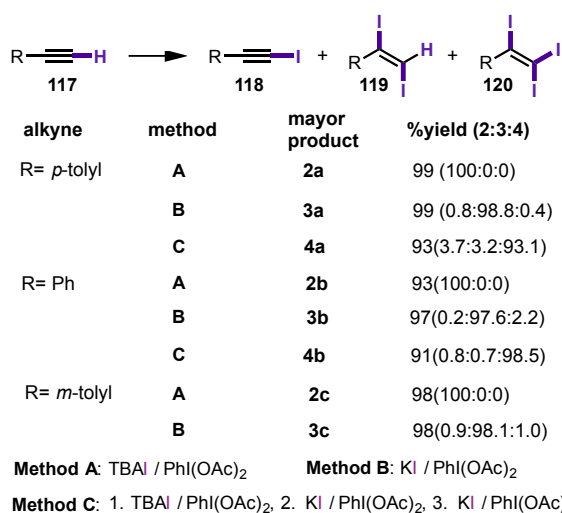 R H R I + R I H I + R I I I
117 118 119 120
alkyne method mayor product %yield (2:3:4)
R= p-tolyl A 2a 99 (100:0:0)
B 3a 99 (0.8:98.8:0.4)
C 4a 93(3.7:3.2:93.1)
R= Ph A 2b 93(100:0:0)
B 3b 97(0.2:97.6:2.2)
C 4b 91(0.8:0.7:98.5)
R= m-tolyl A 2c 98(100:0:0)
B 3c 98(0.9:98.1:1.0)
Method A: TBAI / PhI(OAc)2 Method B: KI / PhI(OAc)2
Method C: 1. TBAI / PhI(OAc)2, 2. KI / PhI(OAc)2, 3. KI / PhI(OAc)